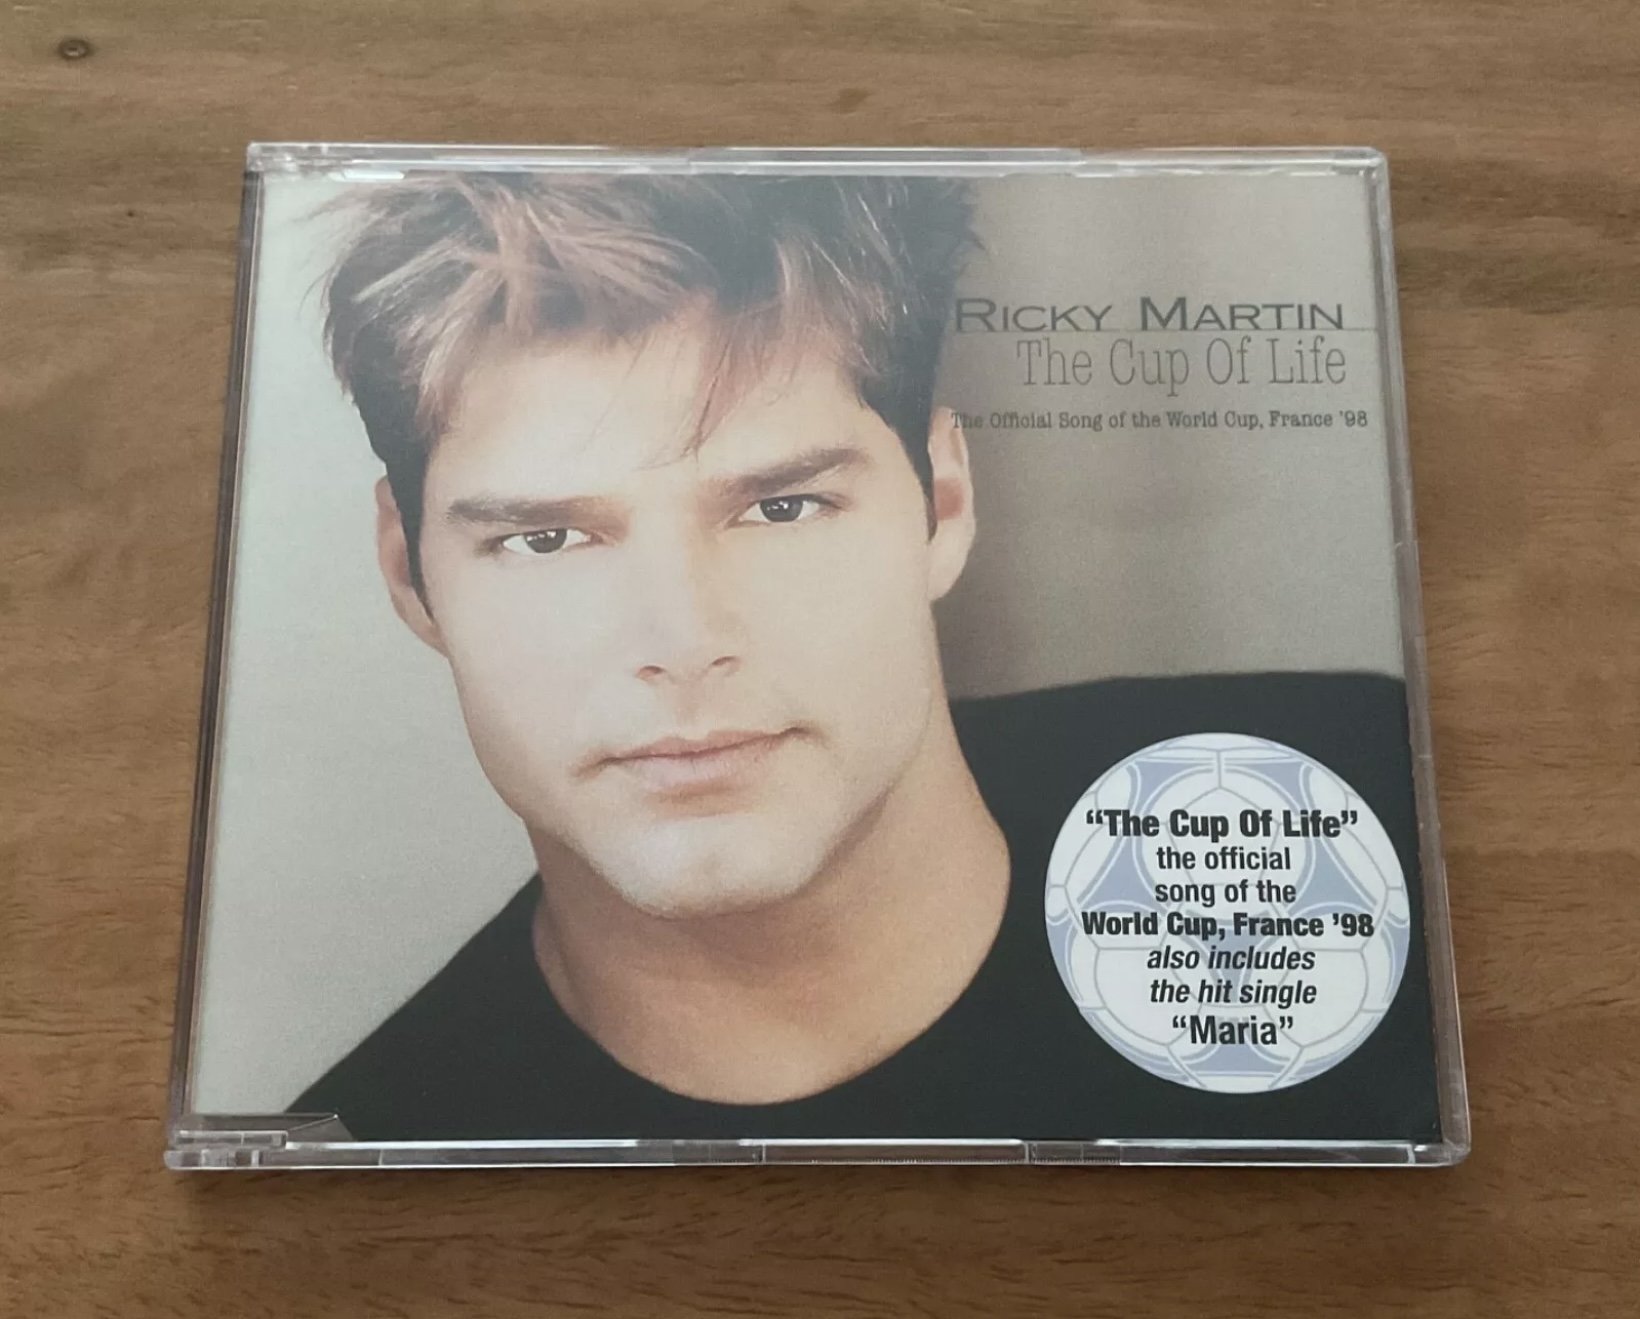 RICKY MARTIN
The Cup Of Life
The Official Song of the World Cup, France '98
“The Cup Of Life”
the official
song of the
World Cup, France ’98
also includes
the hit single
“Maria”